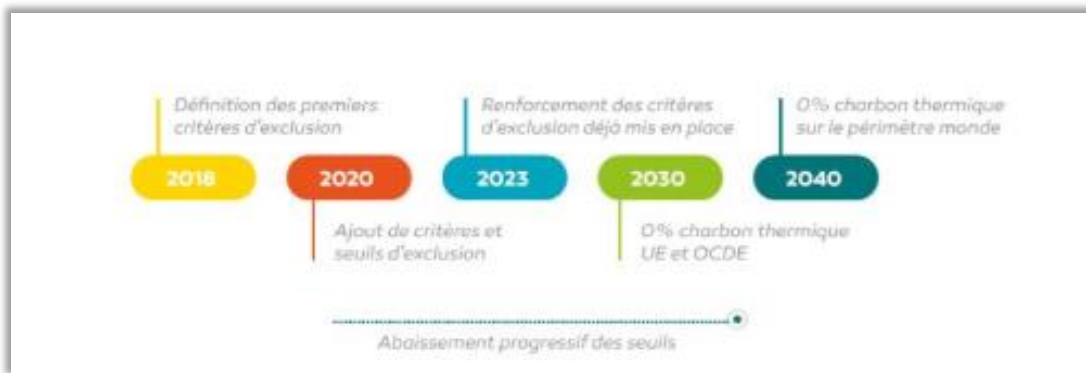 Définition des premiers
critères d'exclusion
Renforcement des critères
d'exclusion déjà mis en place
0% charbon thermique
sur le périmètre monde
2018
2020
2023
2030
2040
Ajout de critères et
seuils d'exclusion
0% charbon thermique
UE et OCDE
Abaissement progressif des seuils